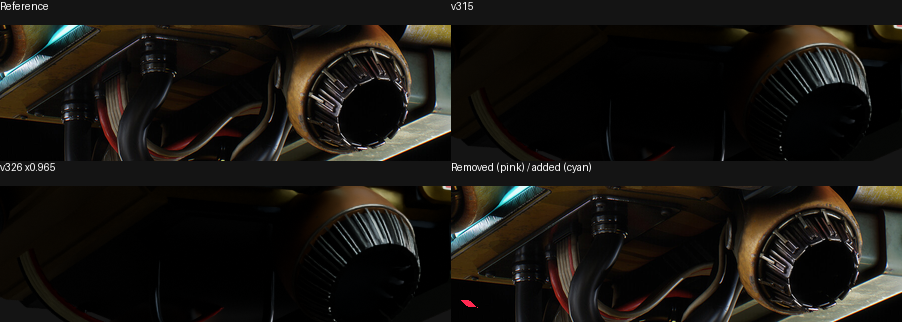 Reference
v315
v326 x0.965
Removed (pink) / added (cyan)